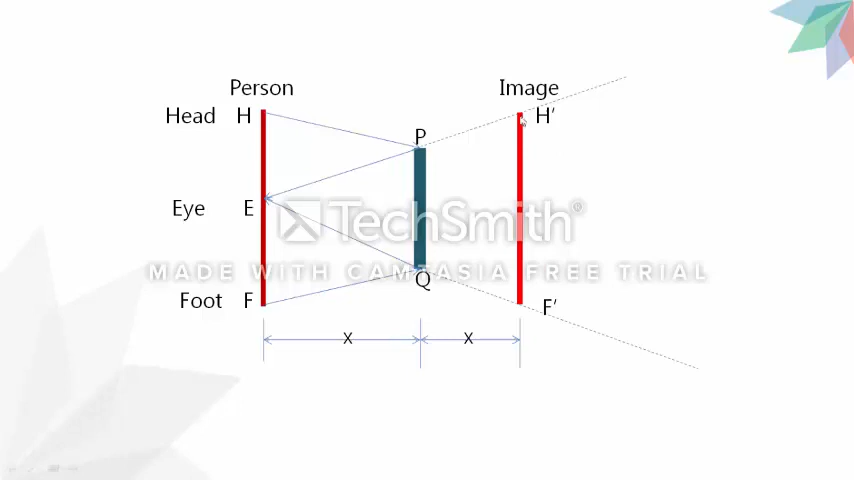 Person
Image
Head H
H′
P
Eye E
TechSmith®
MADE WITH CAMTASIA FREE TRIAL
Q
Foot F
F′
x x